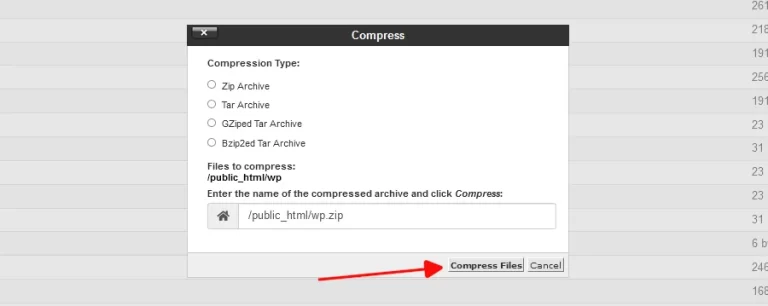 Compress
Compression Type:
Zip Archive
Tar Archive
GZiped Tar Archive
Bzip2ed Tar Archive
Files to compress:
/public_html/wp
Enter the name of the compressed archive and click Compress:
/public_html/wp.zip
Compress Files Cancel
261
218
191
256
191
23
31
23
23
31
6 b
246
168